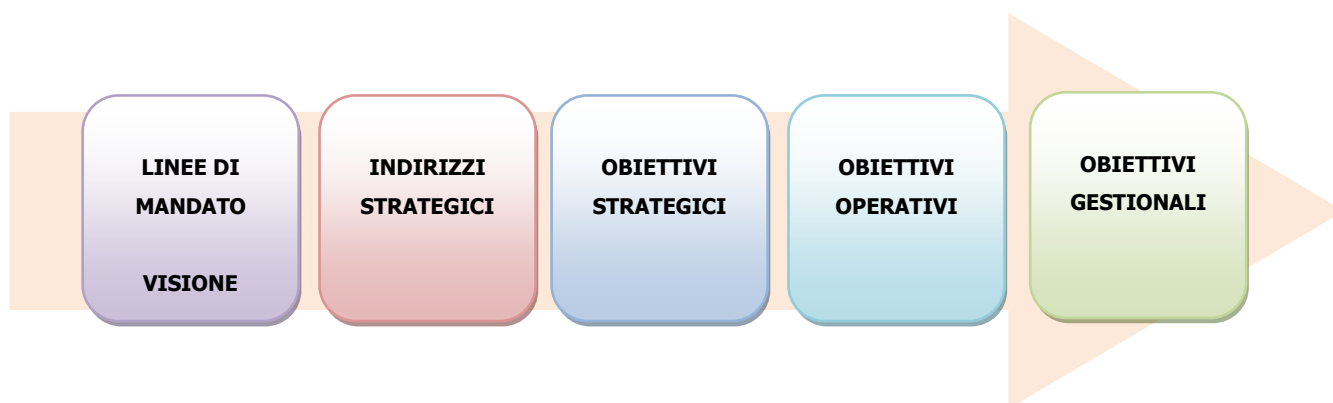 LINEE DI
MANDATO
VISIONE
INDIRIZZI
STRATEGICI
OBIETTIVI
STRATEGICI
OBIETTIVI
OPERATIVI
OBIETTIVI
GESTIONALI